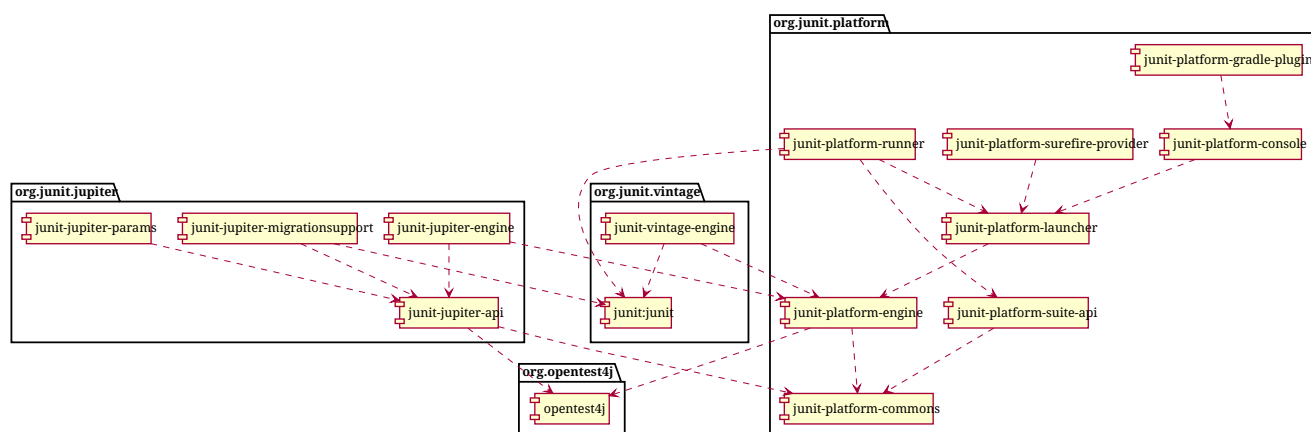 org.junit.platform
junit-platform-gradle-plugin
junit-platform-runner
junit-platform-surefire-provider
junit-platform-console
org.junit.jupiter
org.junit.vintage
junit-jupiter-params
junit-jupiter-migrationsupport
junit-jupiter-engine
junit-vintage-engine
junit-platform-launcher
junit-jupiter-api
junit:junit
junit-platform-engine
junit-platform-suite-api
org.opentest4j
opentest4j
junit-platform-commons